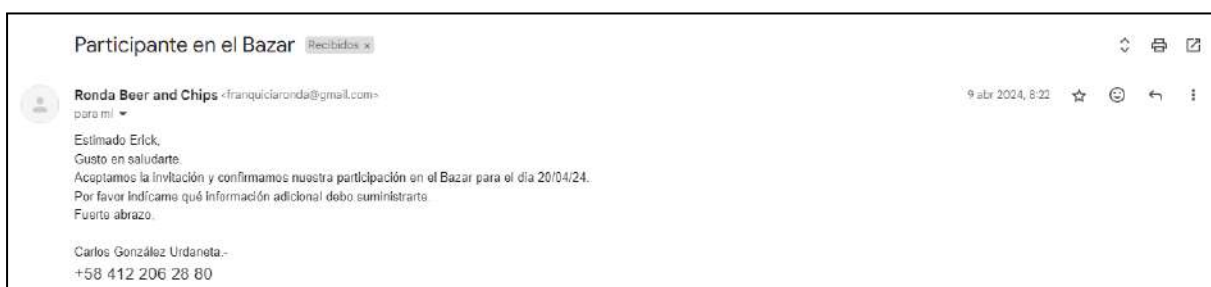 Participante en el Bazar Recibidos x
Ronda Beer and Chips <franquiciaronda@gmail.com> 9 abr 2024, 8:22
para mí
Estimado Erick,
Gusto en saludarte.
Aceptamos la invitación y confirmamos nuestra participación en el Bazar para el día 20/04/24.
Por favor indícame qué información adicional debo suministrarte.
Fuerte abrazo.
Carlos González Urdaneta.-
+58 412 206 28 80